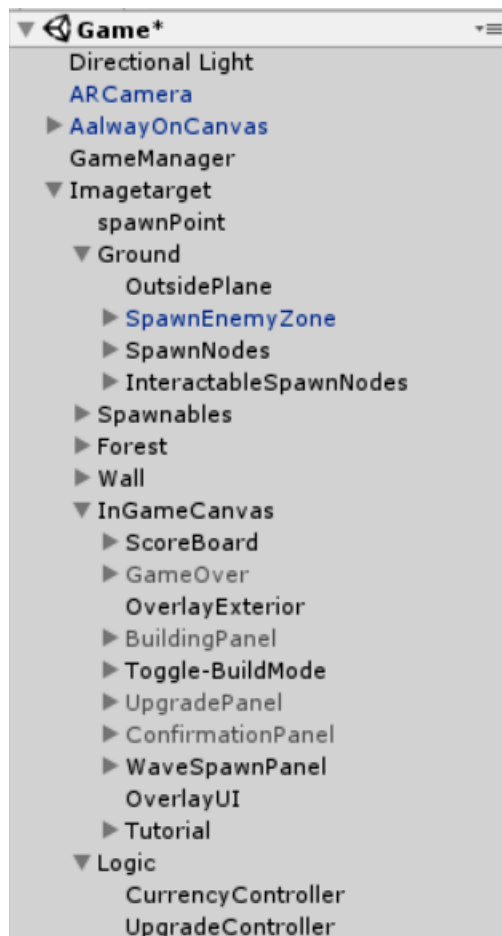 Game*
Directional Light
ARCamera
AalwayOnCanvas
GameManager
Imagetarget
spawnPoint
Ground
OutsidePlane
SpawnEnemyZone
SpawnNodes
InteractableSpawnNodes
Spawnables
Forest
Wall
InGameCanvas
ScoreBoard
GameOver
OverlayExterior
BuildingPanel
Toggle-BuildMode
UpgradePanel
ConfirmationPanel
WaveSpawnPanel
OverlayUI
Tutorial
Logic
CurrencyController
UpgradeController